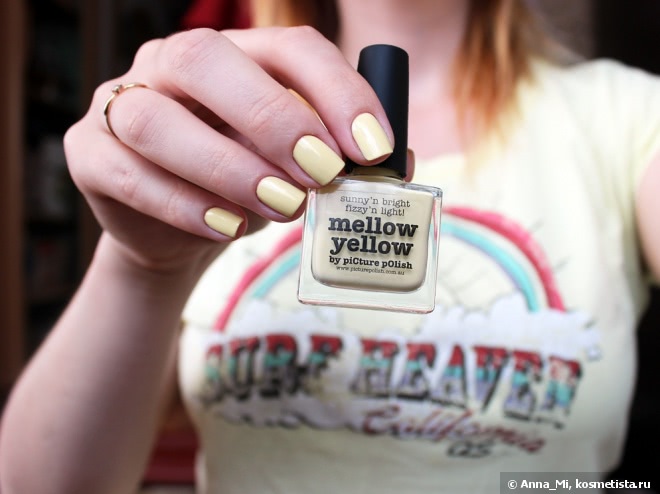 sunny'n bright
fizzy'n light!
mellow
yellow
by piCture pOlish
www.picturepolish.com.au
SURF HEAVEN
California
© Anna_Mi, kosmetista.ru